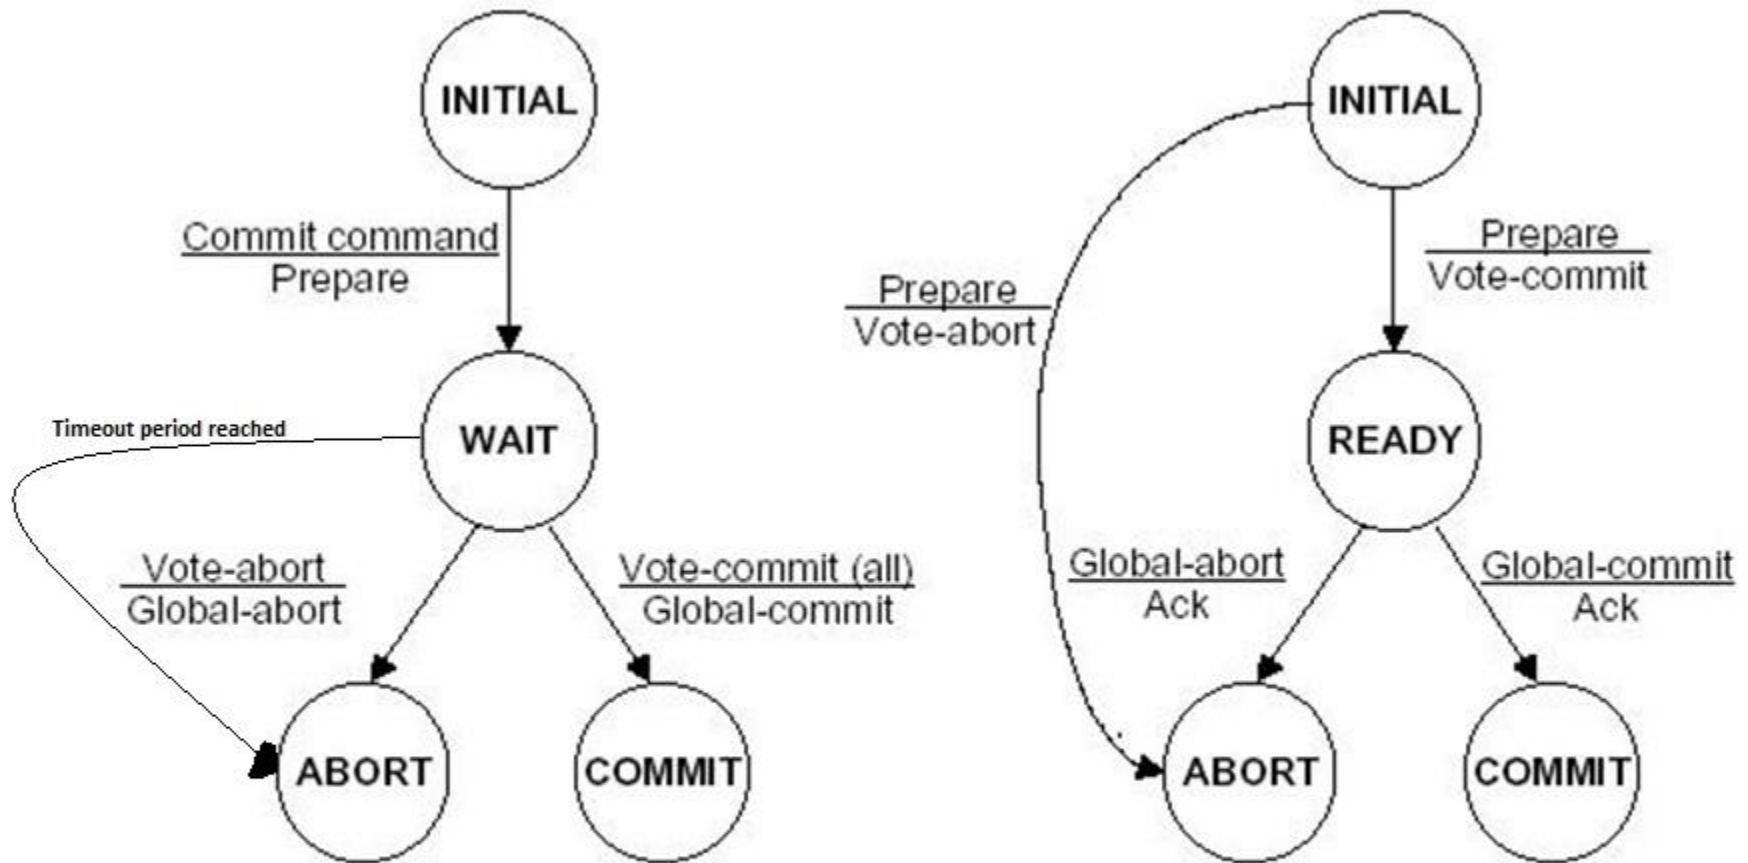 INITIAL
Commit command
Prepare
Timeout period reached
WAIT
Vote-abort
Global-abort
Vote-commit (all)
Global-commit
ABORT
COMMIT
INITIAL
Prepare
Vote-abort
Prepare
Vote-commit
READY
Global-abort
Ack
Global-commit
Ack
ABORT
COMMIT